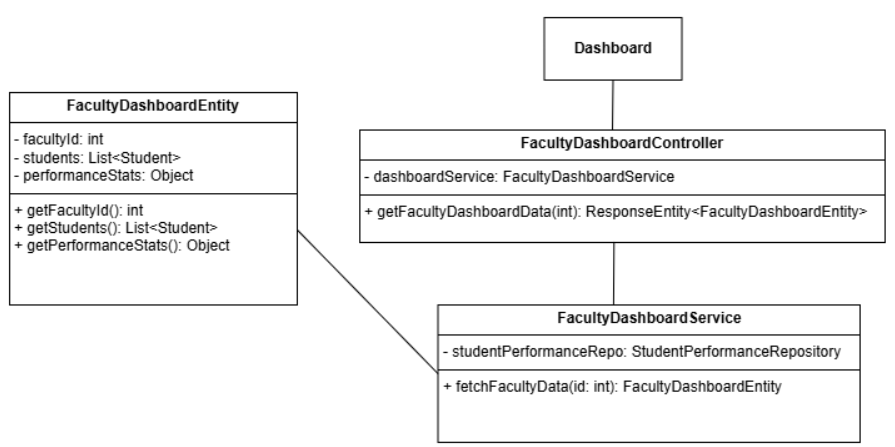 Dashboard
FacultyDashboardEntity
- facultyId: int
- students: List<Student>
- performanceStats: Object
+ getFacultyId(): int
+ getStudents(): List<Student>
+ getPerformanceStats(): Object
FacultyDashboardController
- dashboardService: FacultyDashboardService
+ getFacultyDashboardData(int): ResponseEntity<FacultyDashboardEntity>
FacultyDashboardService
- studentPerformanceRepo: StudentPerformanceRepository
+ fetchFacultyData(id: int): FacultyDashboardEntity